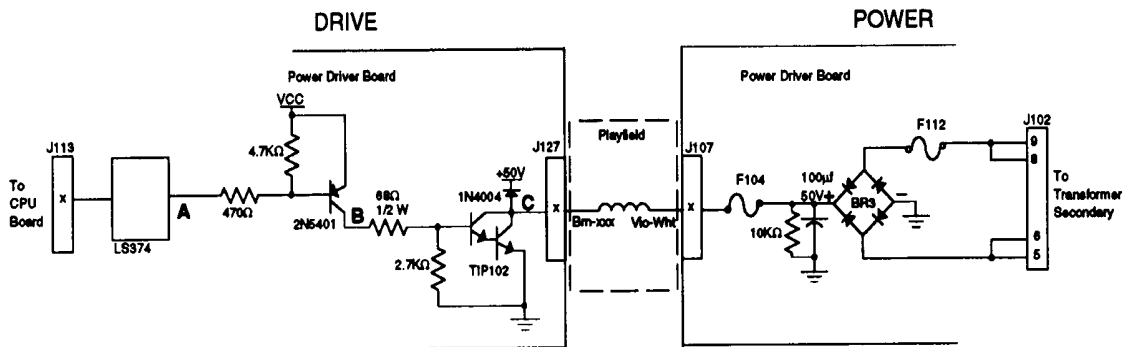 DRIVE
POWER
Power Driver Board
Power Driver Board
VCC
J113
4.7KΩ
J127
Playfield
J107
F112
J102
9
8
+50V
F104
100µf
50V+
To
CPU
Board
x
A
470Ω
2N5401
B
68Ω
1/2 W
1N4004
C
x
Brn-xxx
Vio-Wht
x
BR3
−
To
Transformer
Secondary
LS374
2.7KΩ
TIP102
10KΩ
6
5